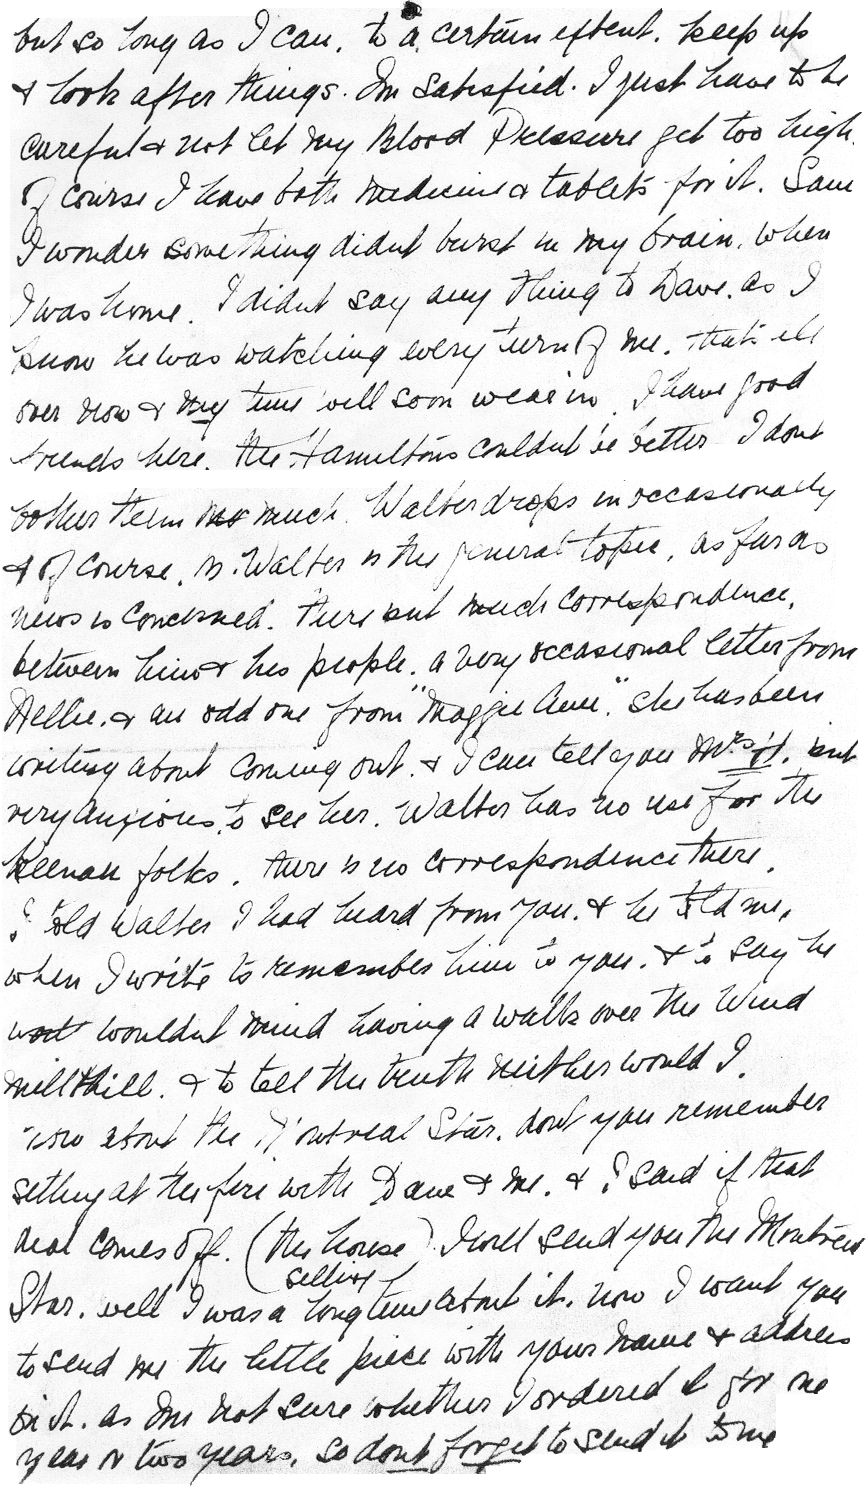 but so long as I can, to a certain extent, keep up
& look after things. Im satisfied. I just have to be
careful & not let my Blood Pressure get too high.
Of course I have both medicine & tablets for it. Sam
I wonder something didnt burst in my brain, when
I was home. I didnt say any thing to Dave, as I
know he was watching every turn of me. that's all
over now & my time will soon wear in. I have good
friends here. the Hamiltons couldnt be better I dont
bother them much. Walter drops in occasionally
& of course, N. Walter is the general topic, as far as
news is concerned. there isnt much correspondence,
between him & his people. a very occasional letter from
Nellie. & an odd one from "Maggie Ann". she has been
writing about coming out. & I can tell you Mrs H. isnt
very anxious to see her. Walter has no use for the
Keenan folks. there is no correspondence there.
I told Walter I had heard from you. & he told me,
when I write to remember him to you. & to say he
wouldnt mind having a walk over the Wind
mill hill. & to tell the truth neither would I.
now about the Montreal Star. dont you remember
sitting at the fire with Dave & me. & I said if that
deal comes off. (the house) I will send you the Montreal
selling
Star. well I was a long time about it. now I want you
to send me the little piece with your name & address
on it. as Im not sure whether I ordered it for one
year or two years. so dont forget to send it to me